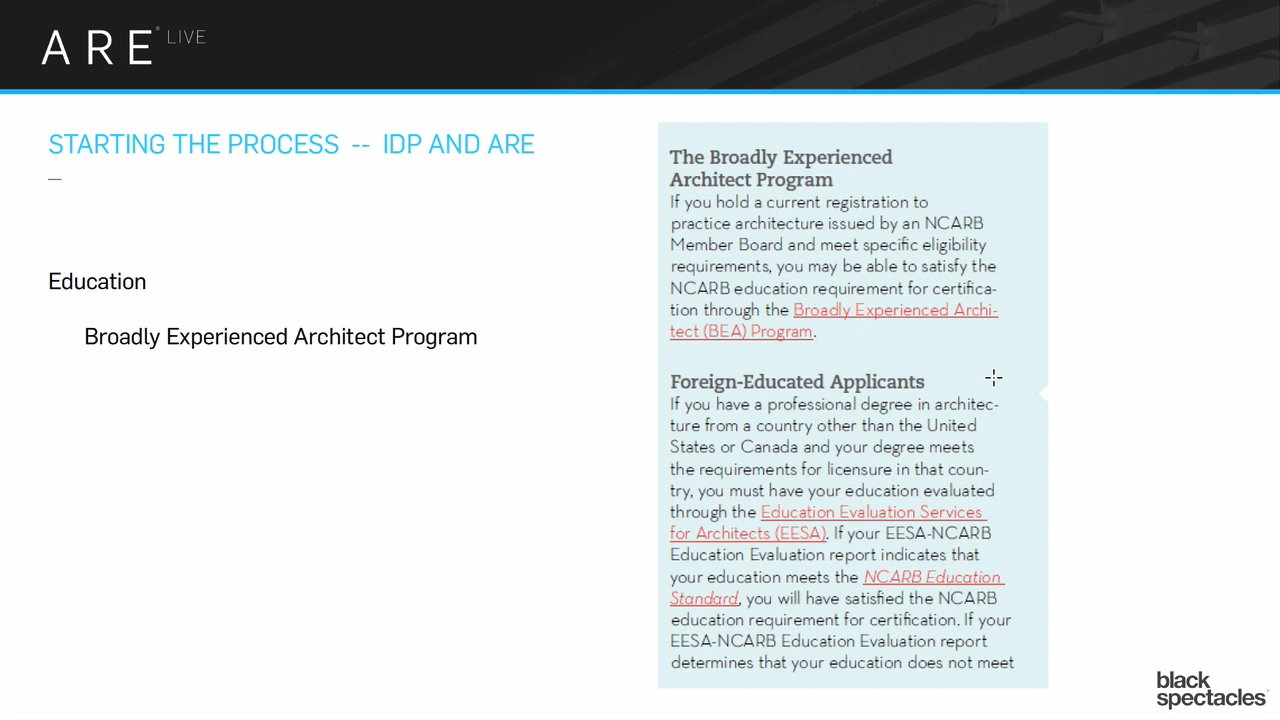 ARE® LIVE
STARTING THE PROCESS -- IDP AND ARE
—
Education
Broadly Experienced Architect Program
The Broadly Experienced
Architect Program
If you hold a current registration to
practice architecture issued by an NCARB
Member Board and meet specific eligibility
requirements, you may be able to satisfy the
NCARB education requirement for certifica-
tion through the Broadly Experienced Archi-
tect (BEA) Program.
Foreign-Educated Applicants
If you have a professional degree in architec-
ture from a country other than the United
States or Canada and your degree meets
the requirements for licensure in that coun-
try, you must have your education evaluated
through the Education Evaluation Services
for Architects (EESA). If your EESA-NCARB
Education Evaluation report indicates that
your education meets the NCARB Education
Standard, you will have satisfied the NCARB
education requirement for certification. If your
EESA-NCARB Education Evaluation report
determines that your education does not meet
black
spectacles